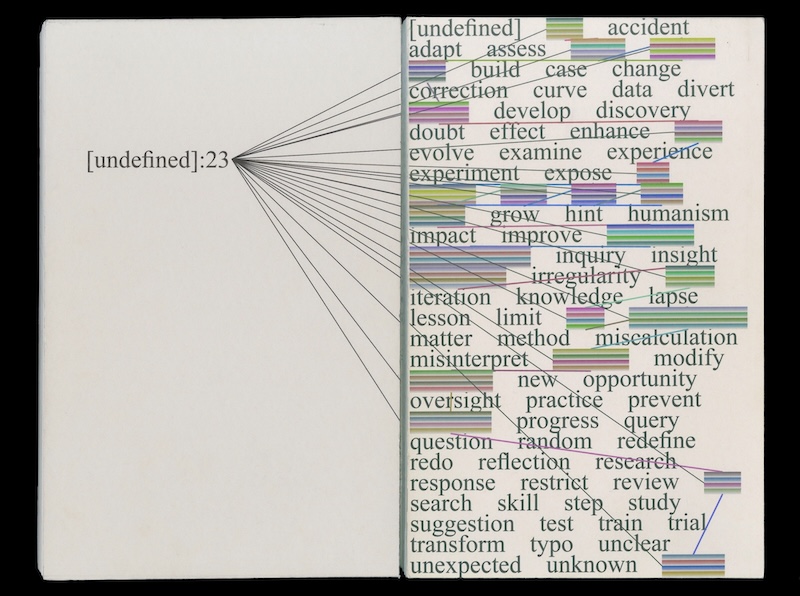 [undefined]:23
[undefined] accident
adapt assess
build case change
correction curve data divert
develop discovery
doubt effect enhance
evolve examine experience
experiment expose
grow hint humanism
impact improve
inquiry insight
irregularity
iteration knowledge lapse
lesson limit
matter method miscalculation
misinterpret modify
new opportunity
oversight practice prevent
progress query
question random redefine
redo reflection research
response restrict review
search skill step study
suggestion test train trial
transform typo unclear
unexpected unknown